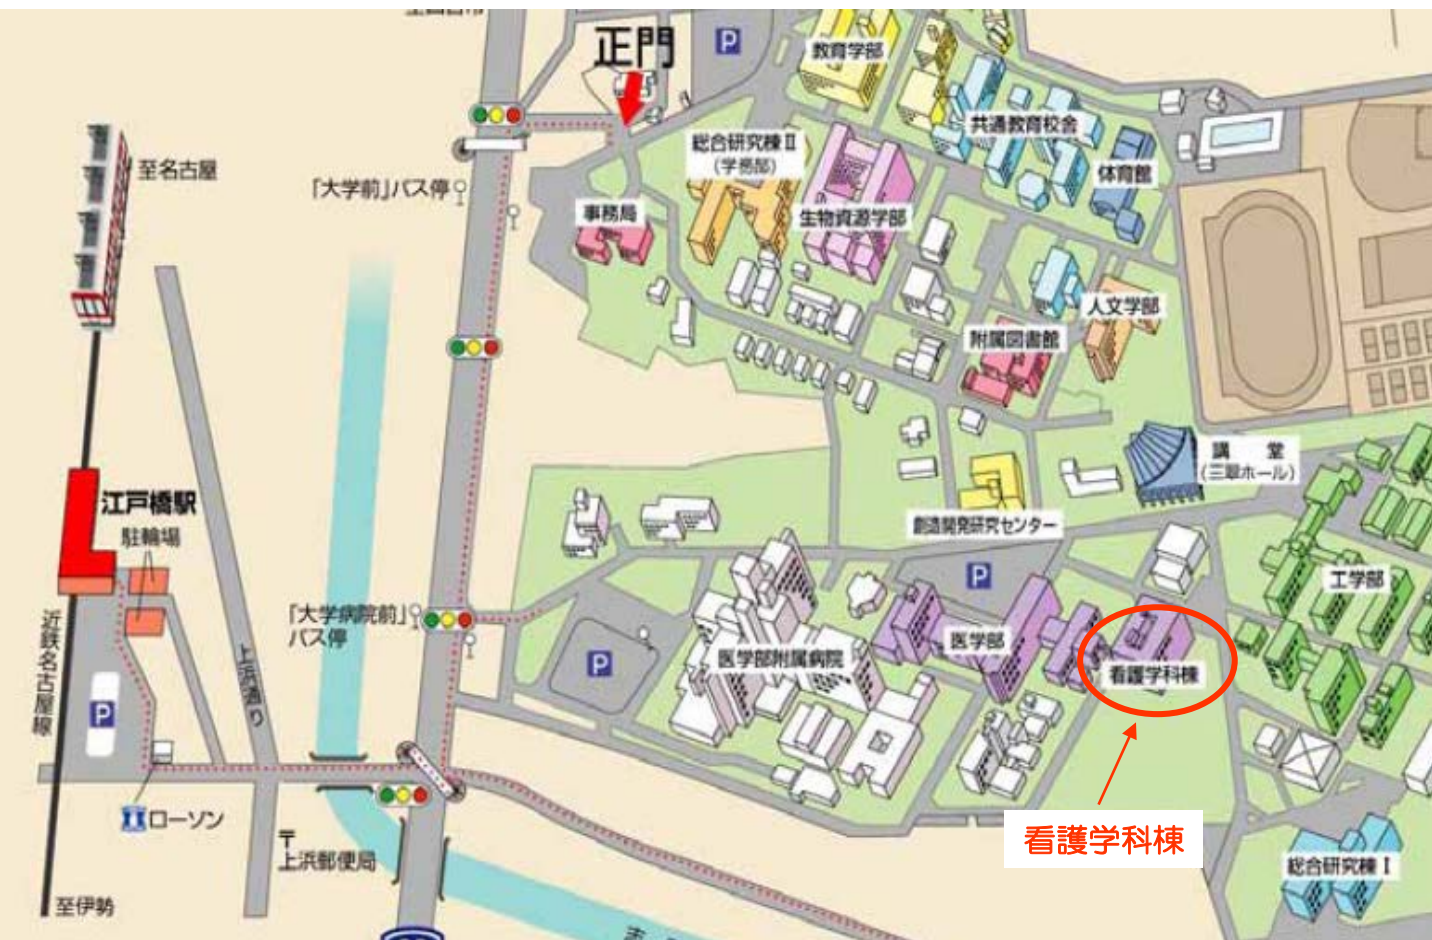 正門
P
教育学部
共通教育校舎
総合研究棟Ⅱ
(学務部)
体育館
至名古屋
「大学前」バス停
事務局
生物資源学部
人文学部
附属図書館
講 堂
(三翠ホール)
江戸橋駅
駐輪場
創造開発研究センター
P
工学部
「大学病院前」
バス停
医学部
医学部附属病院
P
看護学科棟
近鉄名古屋線
上浜通り
P
ローソン
〒
上浜郵便局
看護学科棟
総合研究棟Ⅰ
至伊勢